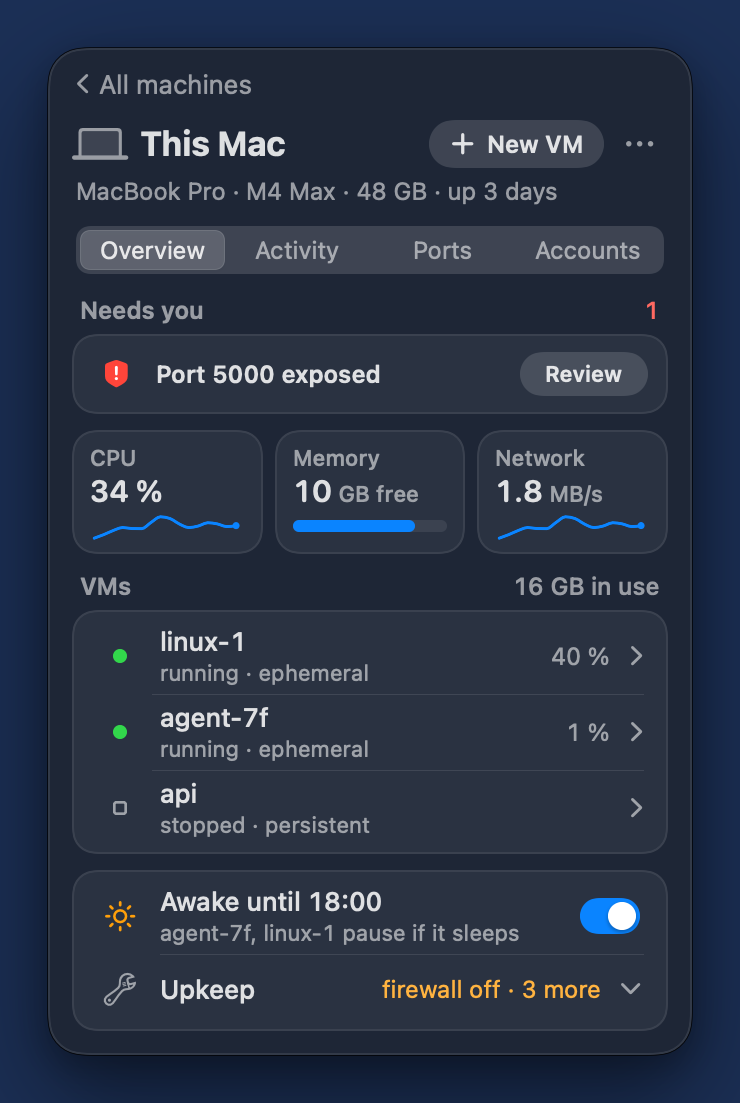 All machines
This Mac
New VM
MacBook Pro · M4 Max · 48 GB · up 3 days
Overview Activity Ports Accounts
Needs you 1
Port 5000 exposed Review
CPU Memory Network
34 % 10 GB free 1.8 MB/s
VMs 16 GB in use
linux-1
running · ephemeral
40 %
agent-7f
running · ephemeral
1 %
api
stopped · persistent
Awake until 18:00
agent-7f, linux-1 pause if it sleeps
Upkeep firewall off · 3 more